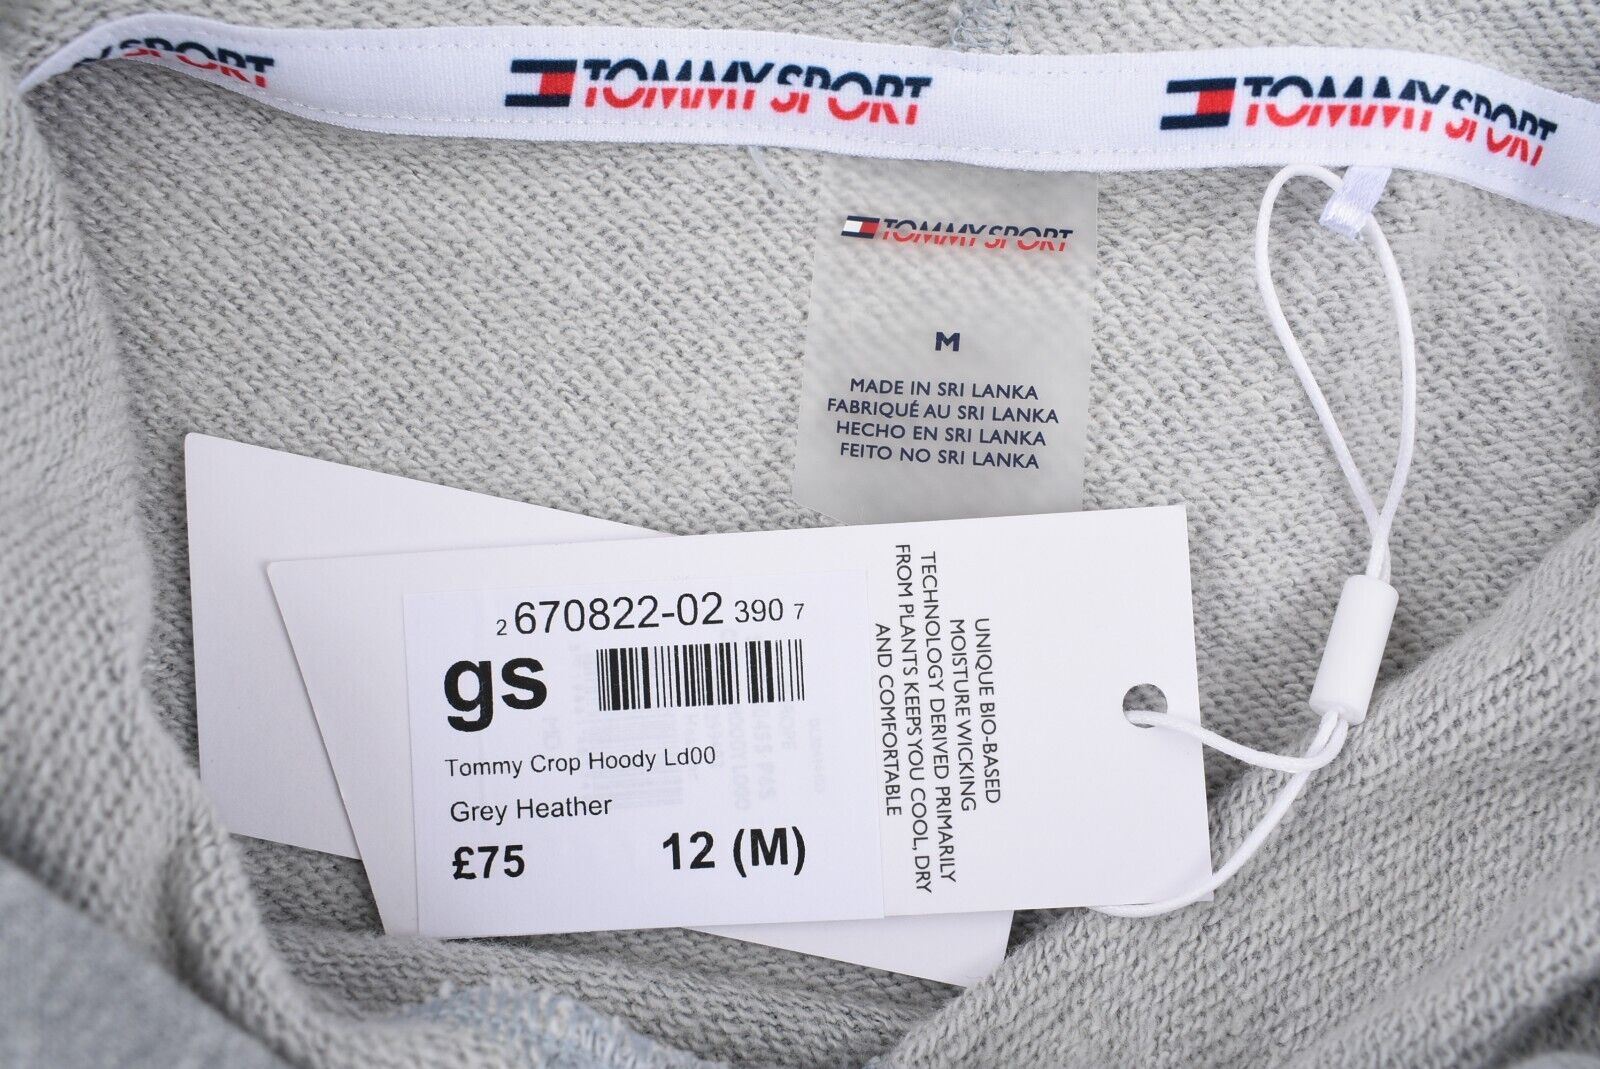 SPORT
TOMMY SPORT
TOMMY SPORT
TOMMY SPORT
M
MADE IN SRI LANKA
FABRIQUÉ AU SRI LANKA
HECHO EN SRI LANKA
FEITO NO SRI LANKA
2 670822-02 390 7
gs
Tommy Crop Hoody Ld00
Grey Heather
£75 12 (M)
UNIQUE BIO-BASED
MOISTURE WICKING
TECHNOLOGY DERIVED PRIMARILY
FROM PLANTS KEEPS YOU COOL, DRY
AND COMFORTABLE